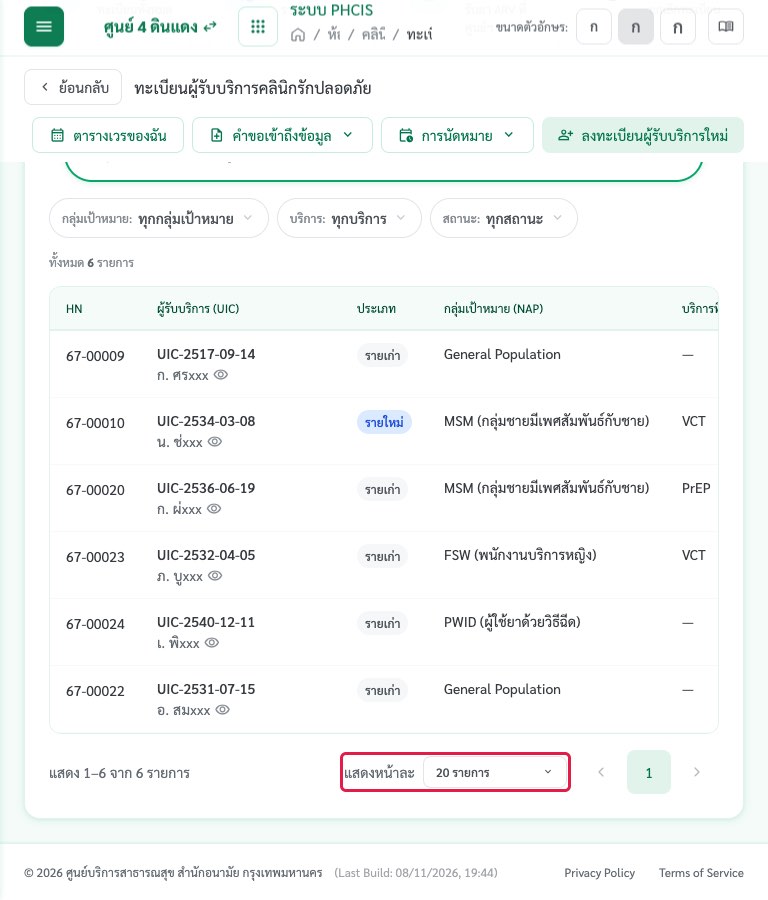 ศูนย์ 4 ดินแดง
ระบบ PHCIS
/ / คลินิ / ทะเบี
ขนาดตัวอักษร: ก ก ก
ย้อนกลับ ทะเบียนผู้รับบริการคลินิกรักปลอดภัย
ตารางเวรของฉัน คำขอเข้าถึงข้อมูล การนัดหมาย ลงทะเบียนผู้รับบริการใหม่
กลุ่มเป้าหมาย: ทุกกลุ่มเป้าหมาย บริการ: ทุกบริการ สถานะ: ทุกสถานะ
ทั้งหมด 6 รายการ
HN ผู้รับบริการ (UIC) ประเภท กลุ่มเป้าหมาย (NAP) บริการ
67-00009 UIC-2517-09-14 รายเก่า General Population —
ก. ศรxxx
67-00010 UIC-2534-03-08 รายใหม่ MSM (กลุ่มชายมีเพศสัมพันธ์กับชาย) VCT
น. ช่xxx
67-00020 UIC-2536-06-19 รายเก่า MSM (กลุ่มชายมีเพศสัมพันธ์กับชาย) PrEP
ก. ผ่xxx
67-00023 UIC-2532-04-05 รายเก่า FSW (พนักงานบริการหญิง) VCT
ภ. บูxxx
67-00024 UIC-2540-12-11 รายเก่า PWID (ผู้ใช้ยาด้วยวิธีฉีด) —
เ. พิxxx
67-00022 UIC-2531-07-15 รายเก่า General Population —
อ. สมxxx
แสดง 1–6 จาก 6 รายการ แสดงหน้าละ 20 รายการ 1
© 2026 ศูนย์บริการสาธารณสุข สำนักอนามัย กรุงเทพมหานคร (Last Build: 08/11/2026, 19:44) Privacy Policy Terms of Service